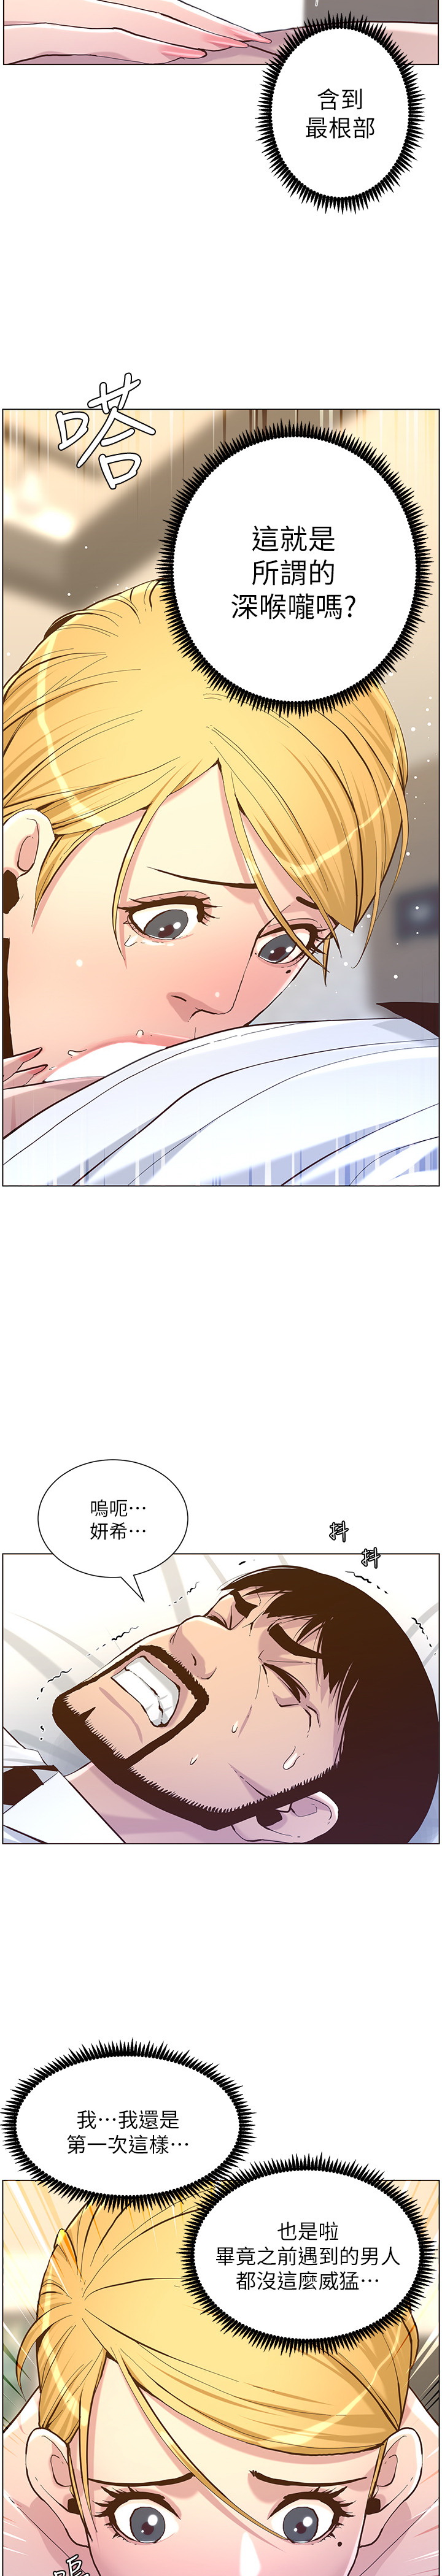 含到
最根部
嗒
這就是
所謂的
深喉嚨嗎?
嗚呃…
妍希…
抖
抖
我…我還是
第一次這樣…
也是啦
畢竟之前遇到的男人
都沒這麼威猛…